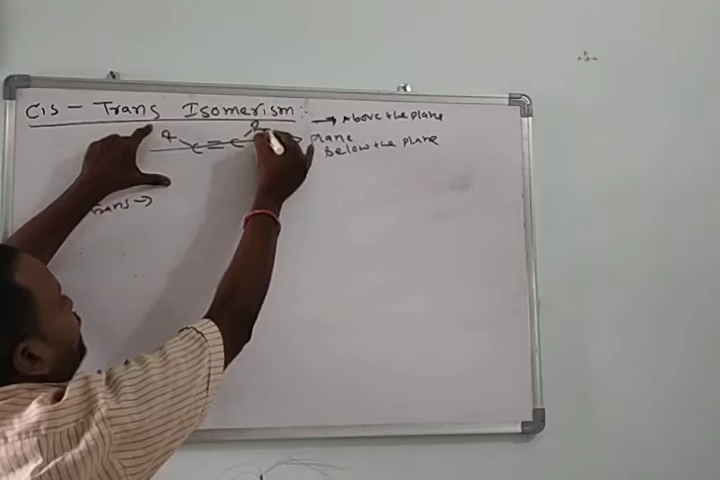 Cis - Trans Isomerism :
→ Above the plane
a C = C a plane
Below the plane
Trans →